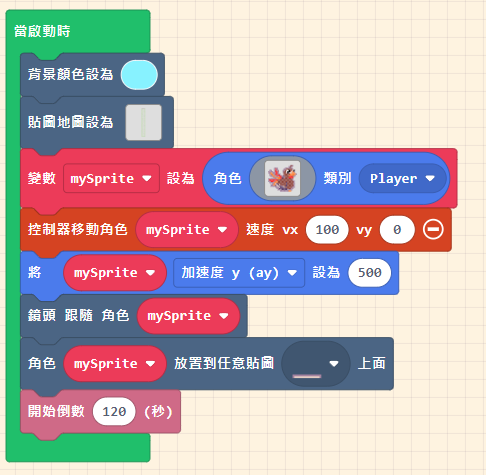 當啟動時
背景顏色設為
貼圖地圖設為
變數 mySprite 設為 角色 類別 Player
控制器移動角色 mySprite 速度 vx 100 vy 0
將 mySprite 加速度 y (ay) 設為 500
鏡頭 跟隨 角色 mySprite
角色 mySprite 放置到任意貼圖 上面
開始倒數 120 (秒)